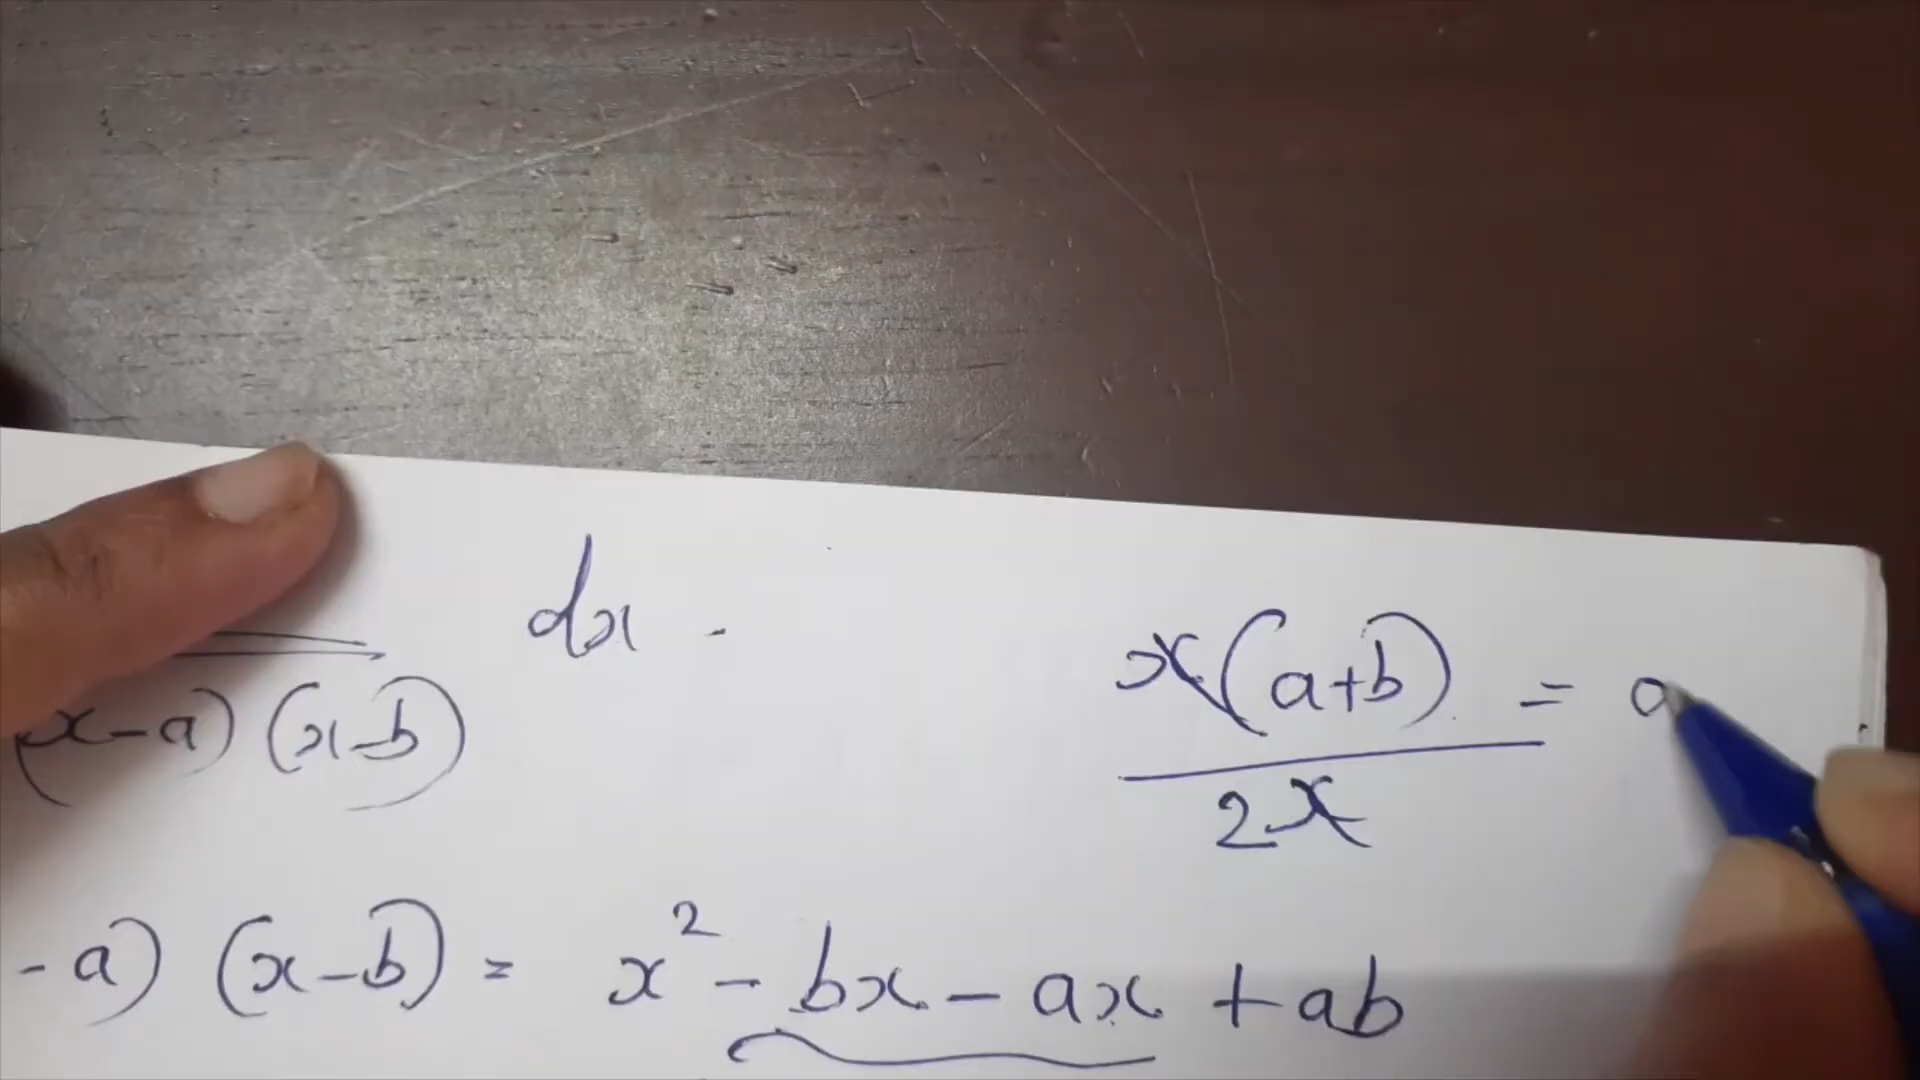 dx .
(x-a) (x-b)
x(a+b) = a
2x
-a) (x-b) = x² - bx - ax + ab